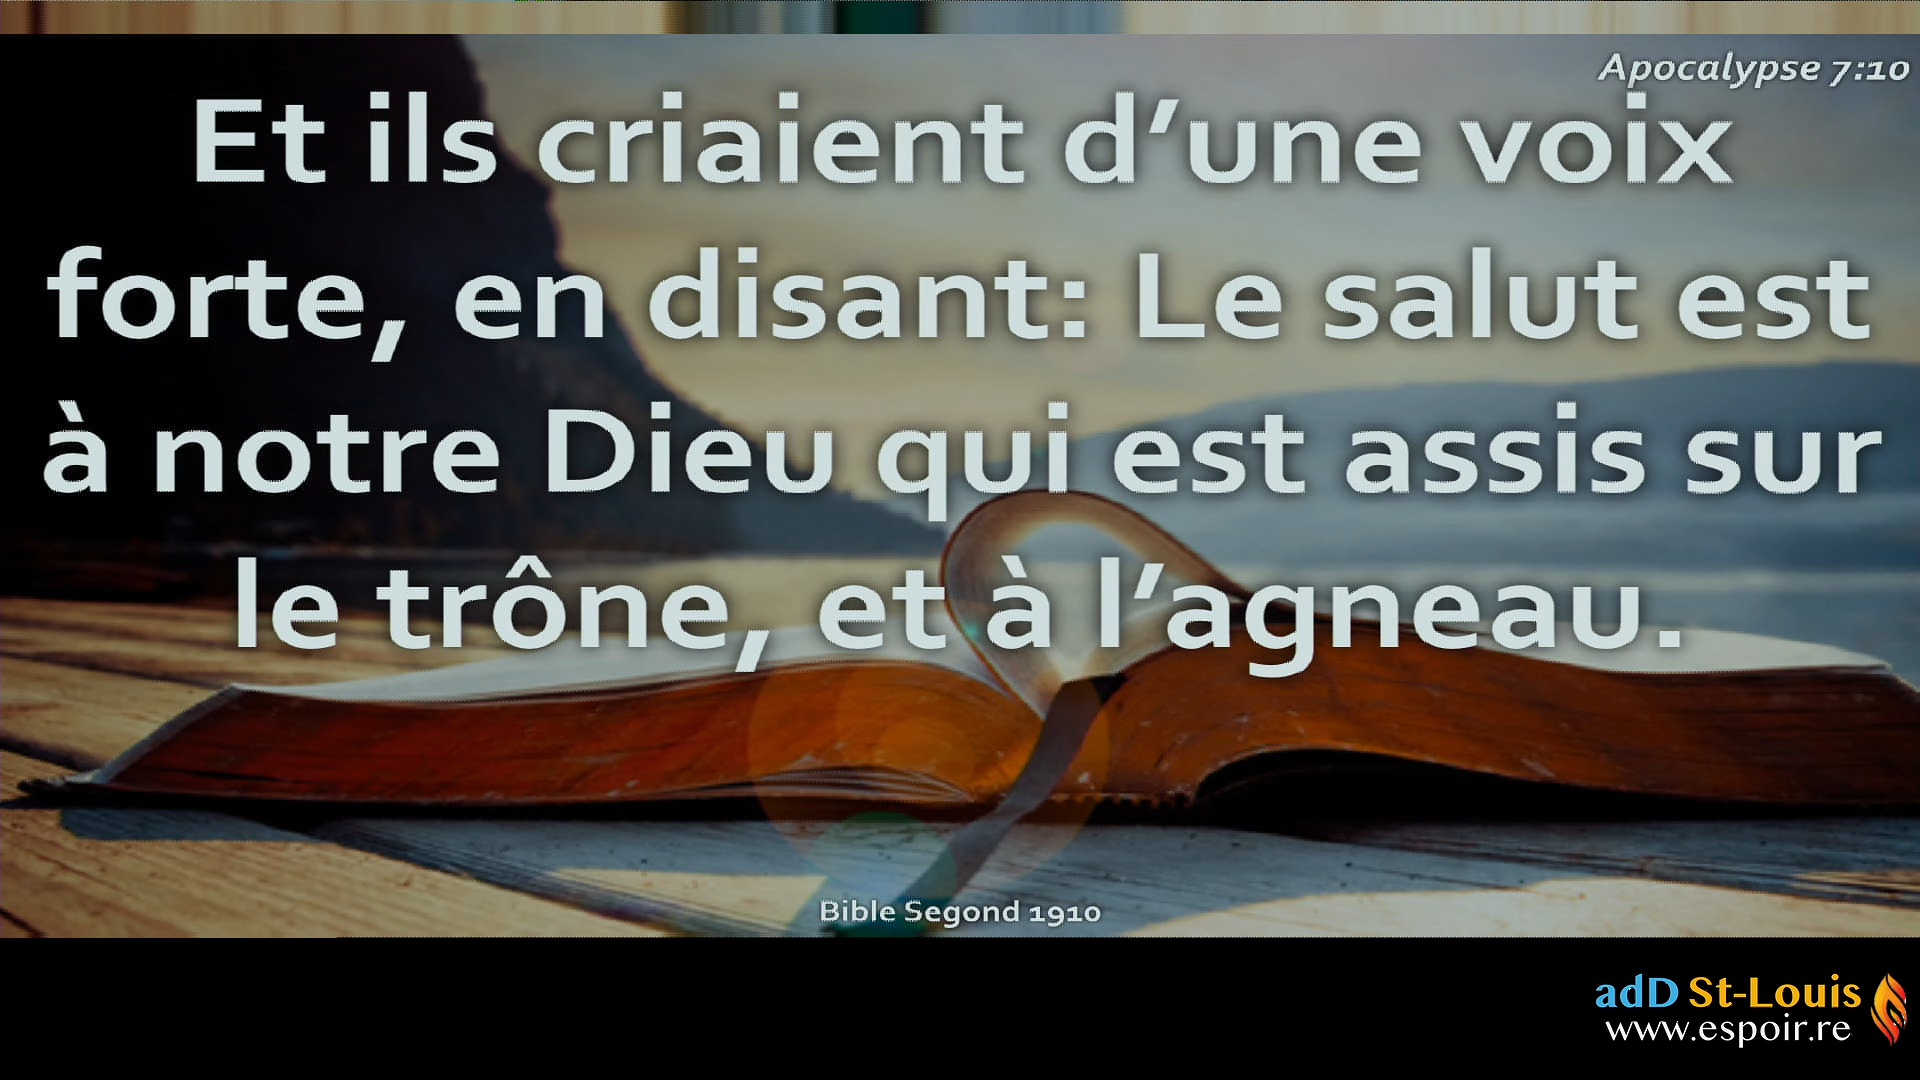 Apocalypse 7:10
Et ils criaient d’une voix
forte, en disant: Le salut est
à notre Dieu qui est assis sur
le trône, et à l’agneau.
Bible Segond 1910
adD St-Louis
www.espoir.re